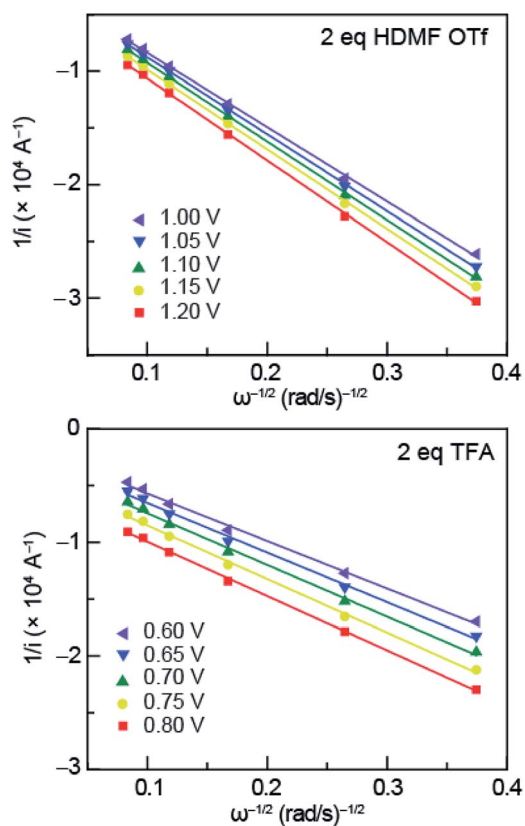 2 eq HDMF OTf
−1
−2
−3
1/i (× 10⁴ A⁻¹)
1.00 V
1.05 V
1.10 V
1.15 V
1.20 V
0.1 0.2 0.3 0.4
ω⁻¹/² (rad/s)⁻¹/²
2 eq TFA
0
−1
−2
−3
1/i (× 10⁴ A⁻¹)
0.60 V
0.65 V
0.70 V
0.75 V
0.80 V
0.1 0.2 0.3 0.4
ω⁻¹/² (rad/s)⁻¹/²